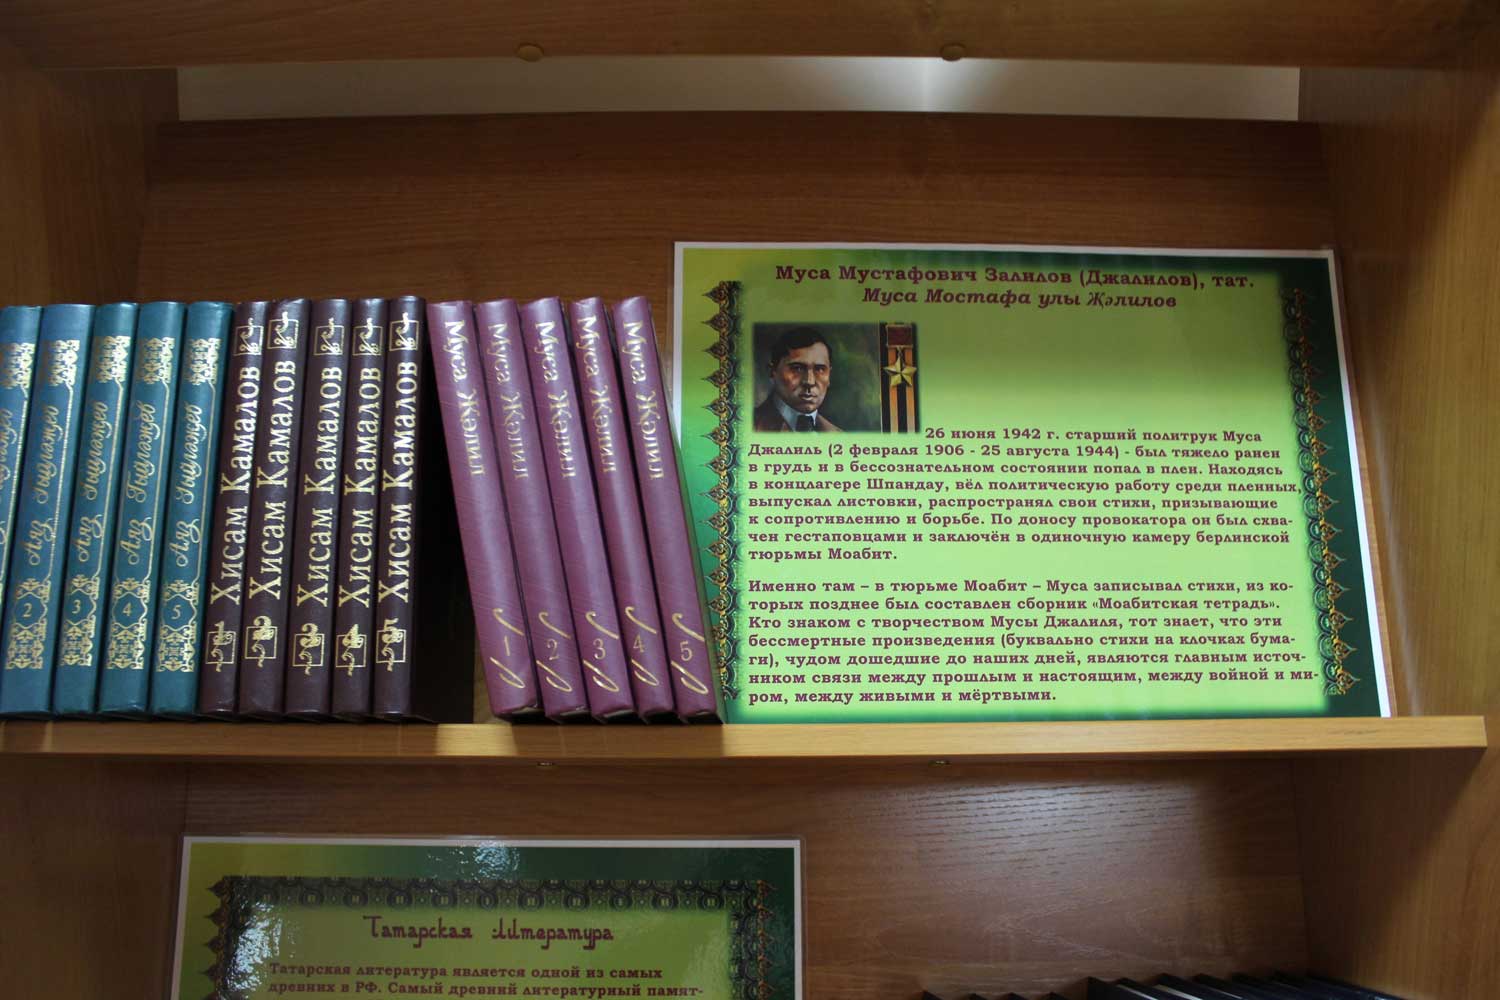 Аяз Гыйләҗев
2
Аяз Гыйләҗев
3
Аяз Гыйләҗев
4
Аяз Гыйләҗев
5
Хисам Камалов
1
Хисам Камалов
2
Хисам Камалов
3
Хисам Камалов
4
Хисам Камалов
5
Муса Җәлил
1
Муса Җәлил
2
Муса Җәлил
3
Муса Җәлил
4
Муса Җәлил
5
Муса Мустафович Залилов (Джалилов), тат.
Муса Мостафа улы Җәлилов
26 июня 1942 г. старший политрук Муса
Джалиль (2 февраля 1906 - 25 августа 1944) - был тяжело ранен
в грудь и в бессознательном состоянии попал в плен. Находясь
в концлагере Шпандау, вёл политическую работу среди пленных,
выпускал листовки, распространял свои стихи, призывающие
к сопротивлению и борьбе. По доносу провокатора он был схва-
чен гестаповцами и заключён в одиночную камеру берлинской
тюрьмы Моабит.
Именно там – в тюрьме Моабит – Муса записывал стихи, из ко-
торых позднее был составлен сборник «Моабитская тетрадь».
Кто знаком с творчеством Мусы Джалиля, тот знает, что эти
бессмертные произведения (буквально стихи на клочках бума-
ги), чудом дошедшие до наших дней, являются главным источ-
ником связи между прошлым и настоящим, между войной и ми-
ром, между живыми и мёртвыми.
Татарская литература
Татарская литература является одной из самых
древних в РФ. Самый древний литературный памят-